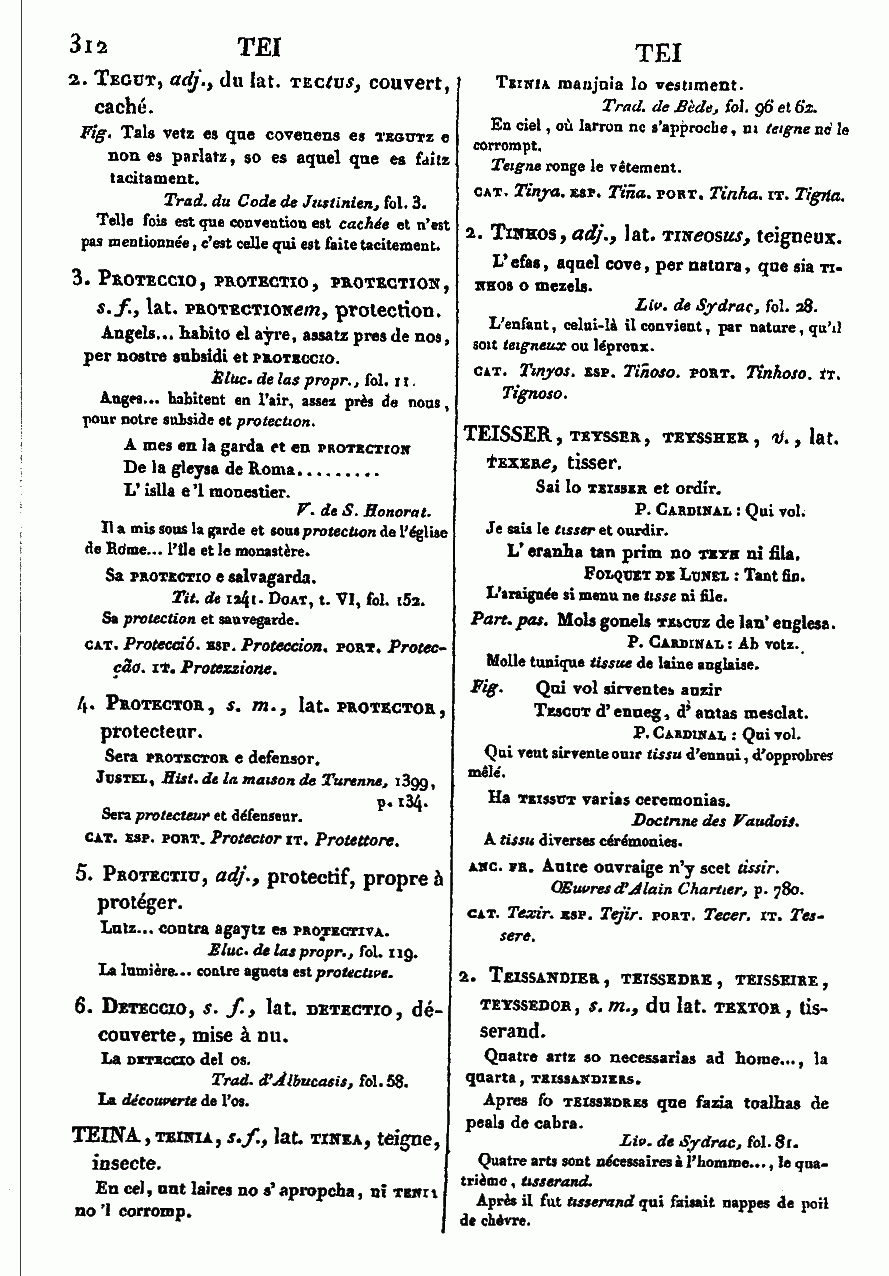 312 TEI
2. Tegut, adj., du lat. tectus, couvert,
caché.
Fig. Tals vetz es que covenens es tegutz e
non es parlatz, so es aquel que es faitz
tacitament.
Trad. du Code de Justinien, fol. 3.
Telle fois est que convention est cachée et n'est
pas mentionnée, c'est celle qui est faite tacitement.
3. Proteccio, protectio, protection,
s. f., lat. protectionem, protection.
Angels... habito el ayre, assatz pres de nos,
per nostre subsidi et proteccio.
Eluc. de las propr., fol. 11.
Anges... habitent en l'air, assez près de nous,
pour notre subside et protection.
A mes en la garda et en protection
De la gleysa de Roma.........
L' islla e 'l monestier.
V. de S. Honorat.
Il a mis sous la garde et sous protection de l'église
de Rome... l'île et le monastère.
Sa protectio e salvagarda.
Tit. de 1241. Doat, t. VI, fol. 152.
Sa protection et sauvegarde.
cat. Protecció. esp. Proteccion. port. Protec-
ção. it. Protezzione.
4. Protector, s. m., lat. protector,
protecteur.
Sera protector e defensor.
Justel, Hist. de la maison de Turenne, 1399,
p. 134.
Sera protecteur et défenseur.
cat. esp. port. Protector it. Protettore.
5. Protectiu, adj., protectif, propre à
protéger.
Lutz... contra agaytz es protectiva.
Eluc. de las propr., fol. 119.
La lumière... contre aguets est protective.
6. Deteccio, s. f., lat. detectio, dé-
couverte, mise à nu.
La deteccio del os.
Trad. d'Albucasis, fol. 58.
La découverte de l'os.
TEINA, teinia, s. f., lat. tinea, teigne,
insecte.
En cel, unt laires no s' apropcha, ni
no 'l corromp.
TEI
Teinia manjuia lo vestiment.
Trad. de Bède, fol. 96 et 62.
En ciel, où larron ne s'approche, ni teigne ne le
corrompt.
Teigne ronge le vêtement.
cat. Tinya. esp. Tiña. port. Tinha. it. Tigna.
2. Tinhos, adj., lat. tineosus, teigneux.
L' efas, aquel cove, per natura, que sia ti-
nhos o mezels.
Liv. de Sydrac, fol. 28.
L'enfant, celui-là il convient, par nature, qu'il
soit teigneux ou lépreux.
cat. Tinyos. esp. Tiñoso. port. Tinhoso. it.
Tignoso.
TEISSER, teysser, teyssher, v., lat.
texere, tisser.
Sai lo teisser et ordir.
P. Cardinal : Qui vol.
Je sais le tisser et ourdir.
L' eranha tan prim no teyh ni fila.
Folquet de Lunel : Tant fin.
L'araignée si menu ne tisse ni file.
Part. pas. Mols gonels tescuz de lan' englesa.
P. Cardinal : Ab votz.
Molle tunique tissue de laine anglaise.
Fig. Qui vol sirventes auzir
Tescut d' enueg, d' antas mesclat.
P. Cardinal : Qui vol.
Qui veut sirvente ouir tissu d'ennui, d'opprobres
mêlé.
Ha teissut varias ceremonias.
Doctrine des Vaudois.
A tissu diverses cérémonies.
anc. fr. Autre ouvraige n'y scet tissir.
Œuvres d'Alain Chartier, p. 780.
cat. Texir. esp. Tejir. port. Tecer. it. Tes-
sere.
2. Teissandier, teissedre, teisseire,
teyssedor, s. m., du lat. textor, tis-
serand.
Quatre artz so necessarias ad home..., la
quarta, teissandiers.
Apres fo teissedres que fazia toalhas de
peals de cabra.
Liv. de Sydrac, fol. 81.
Quatre arts sont nécessaires à l'homme..., le qua-
trième, tisserand.
Après il fut tisserand qui faisait nappes de poil
de chèvre.